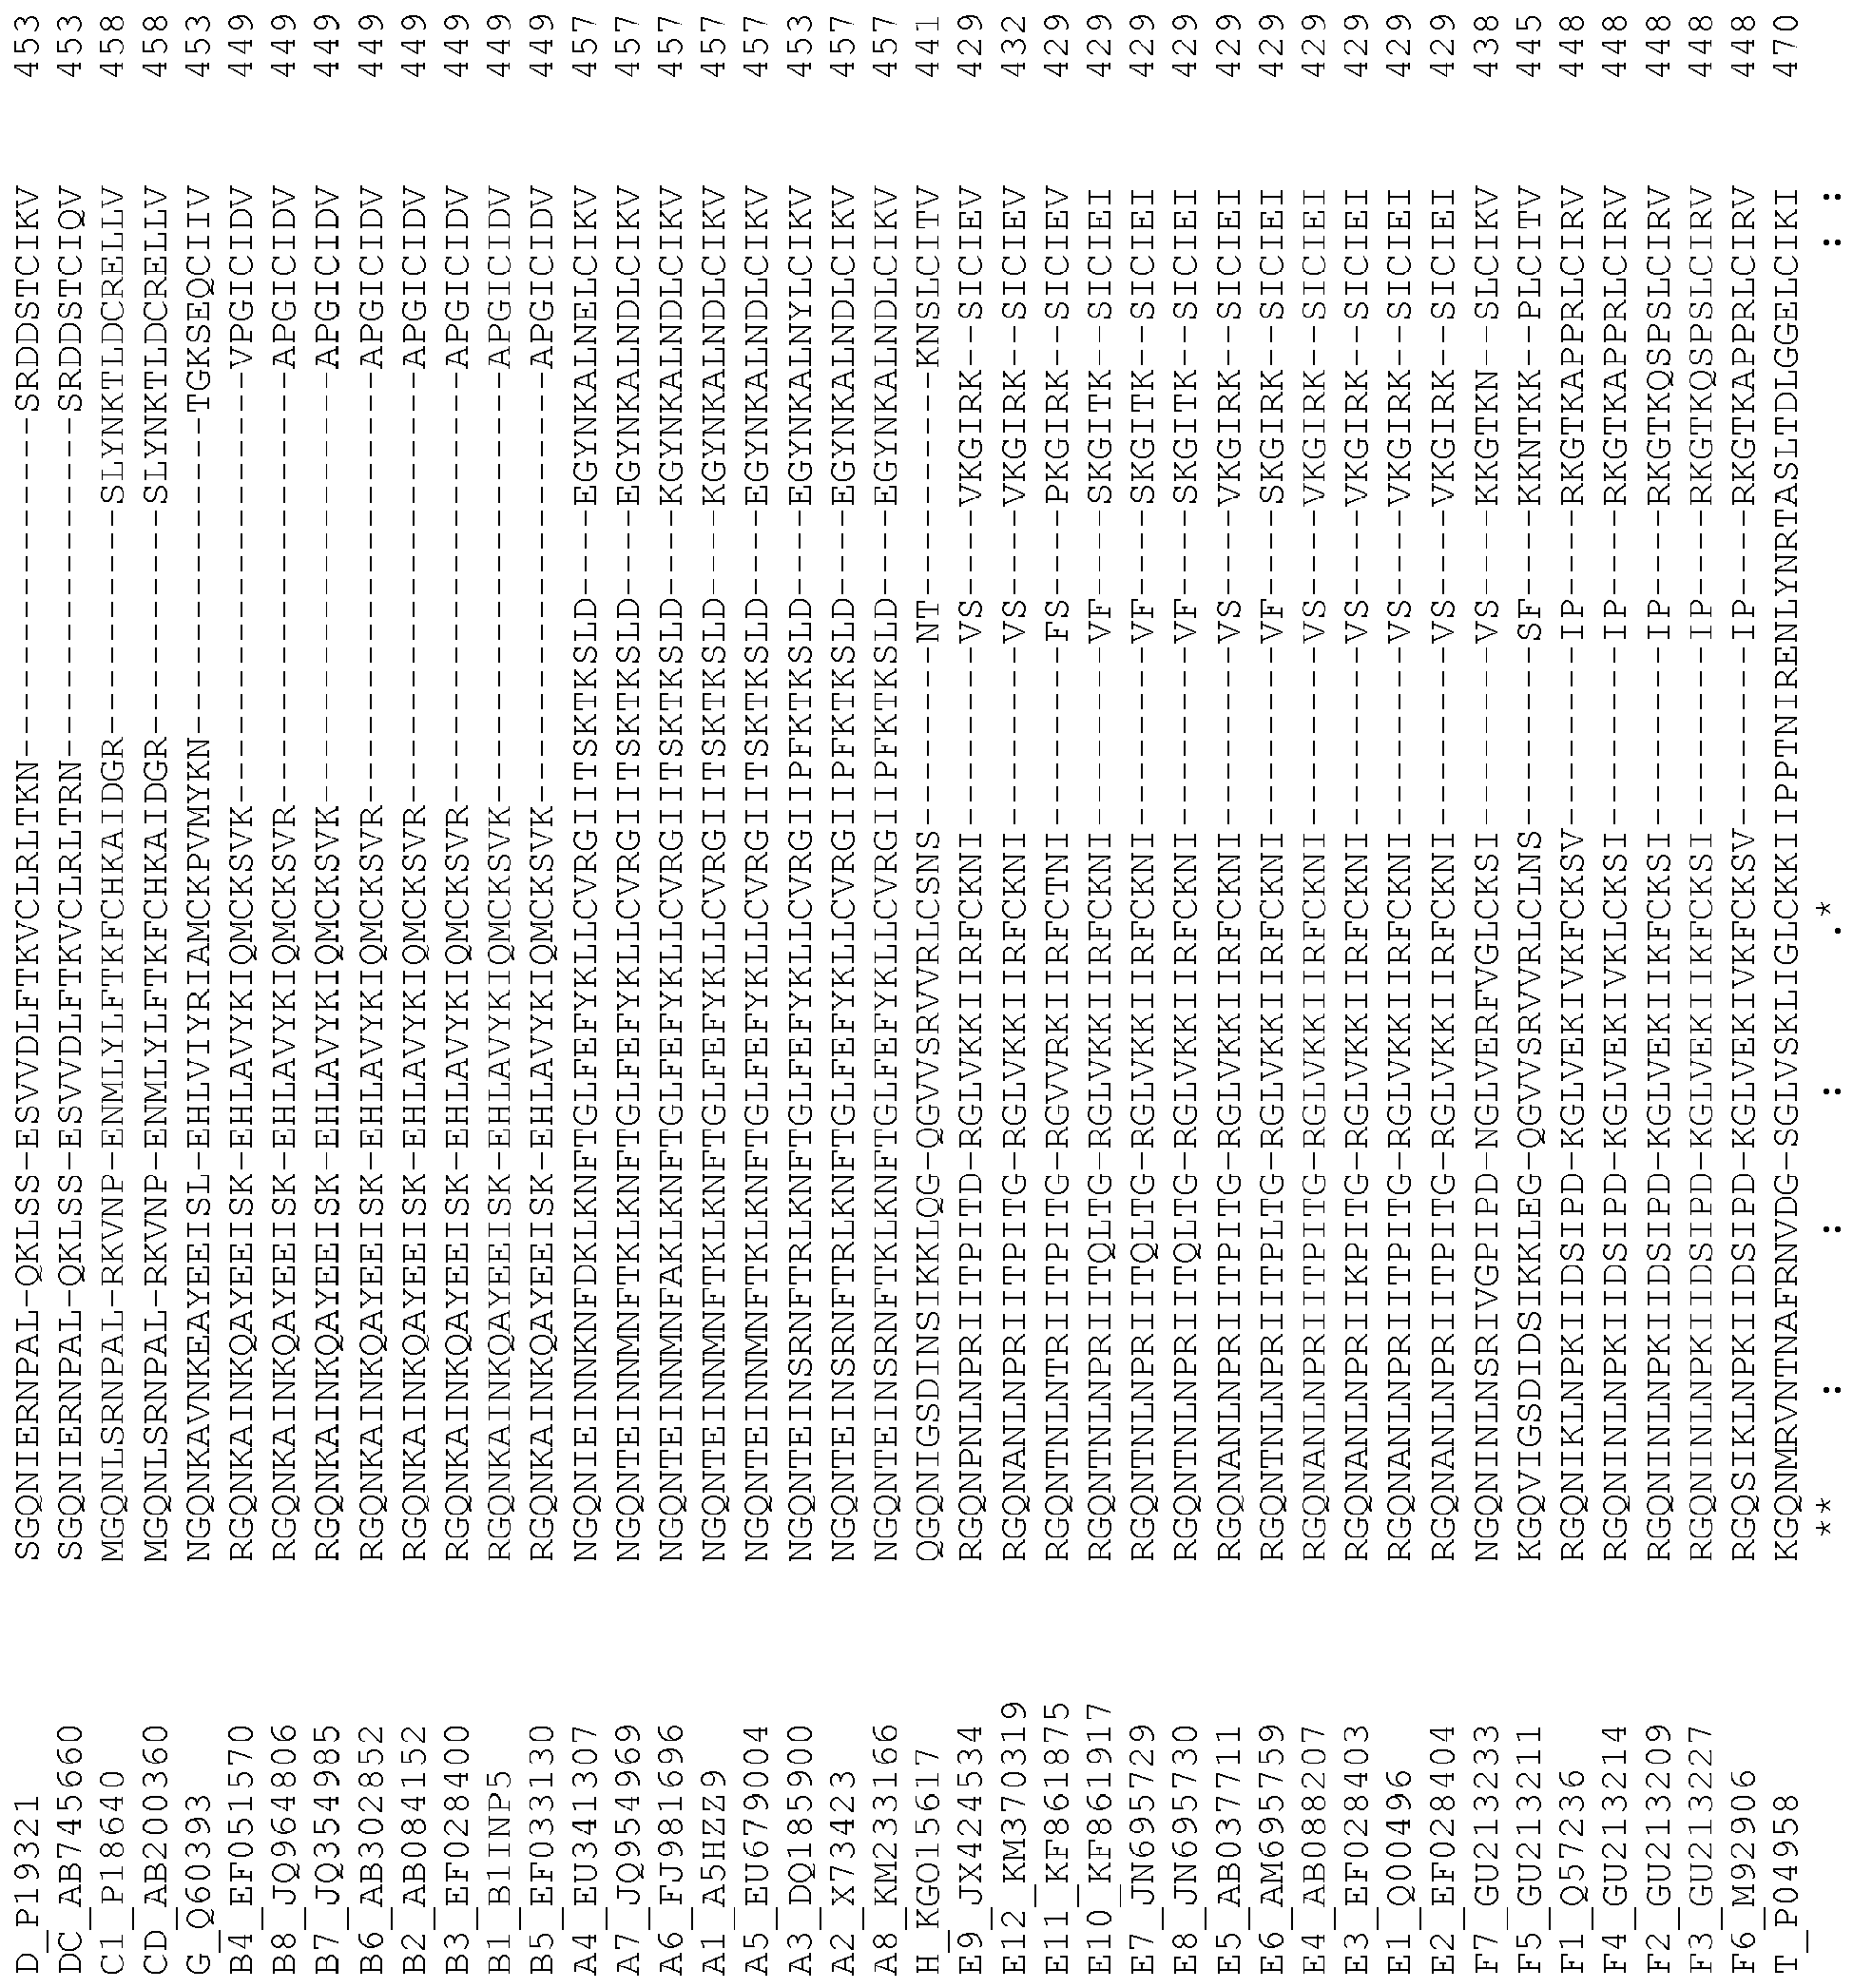 D_P19321 SGQNIERNPAL-QKLSS-ESVVDLFTKVCLRLTKN---------------SRDDSTCIKV 453
DC_AB745660 SGQNIERNPAL-QKLSS-ESVVDLFTKVCLRLTRN---------------SRDDSTCIQV 453
C1_P18640 MGQNLSRNPAL-RKVNP-ENMLYLFTKFCHKAIDGR----------SLYNKTLDCRELLV 458
CD_AB200360 MGQNLSRNPAL-RKVNP-ENMLYLFTKFCHKAIDGR----------SLYNKTLDCRELLV 458
G_Q60393 NGQNKAVNKEAYEEISL-EHLVIYRIAMCKPVMYKN--------------TGKSEQCIIV 453
B4_EF051570 RGQNKAINKQAYEEISK-EHLAVYKIQMCKSVK-------------------VPGICIDV 449
B8_JQ964806 RGQNKAINKQAYEEISK-EHLAVYKIQMCKSVR-------------------APGICIDV 449
B7_JQ354985 RGQNKAINKQAYEEISK-EHLAVYKIQMCKSVK-------------------APGICIDV 449
B6_AB302852 RGQNKAINKQAYEEISK-EHLAVYKIQMCKSVR-------------------APGICIDV 449
B2_AB084152 RGQNKAINKQAYEEISK-EHLAVYKIQMCKSVR-------------------APGICIDV 449
B3_EF028400 RGQNKAINKQAYEEISK-EHLAVYKIQMCKSVR-------------------APGICIDV 449
B1_B1INP5 RGQNKAINKQAYEEISK-EHLAVYKIQMCKSVK-------------------APGICIDV 449
B5_EF033130 RGQNKAINKQAYEEISK-EHLAVYKIQMCKSVK-------------------APGICIDV 449
A4_EU341307 NGQNIEINNKNFDKLKNFTGLFEFYKLLCVRGIITSKTKSLD----EGYNKALNELCIKV 457
A7_JQ954969 NGQNTEINNMNFTKLKNFTGLFEFYKLLCVRGIITSKTKSLD----EGYNKALNDLCIKV 457
A6_FJ981696 NGQNTEINNMNFAKLKNFTGLFEFYKLLCVRGIITSKTKSLD----KGYNKALNDLCIKV 457
A1_A5HZZ9 NGQNTEINNMNFTKLKNFTGLFEFYKLLCVRGIITSKTKSLD----KGYNKALNDLCIKV 457
A5_EU679004 NGQNTEINNMNFTKLKNFTGLFEFYKLLCVRGIITSKTKSLD----EGYNKALNDLCIKV 457
A3_DQ185900 NGQNTEINSRNFTRLKNFTGLFEFYKLLCVRGIIPFKTKSLD----EGYNKALNYLCIKV 453
A2_X73423 NGQNTEINSRNFTRLKNFTGLFEFYKLLCVRGIIPFKTKSLD----EGYNKALNDLCIKV 457
A8_KM233166 NGQNTEINSRNFTKLKNFTGLFEFYKLLCVRGIIPFKTKSLD----EGYNKALNDLCIKV 457
H_KGO15617 QGQNIGSDINSIKKLQG-QGVVSRVVRLCSNS--------NT----------KNSLCITV 441
E9_JX424534 RGQNPNLNPRIITPITD-RGLVKKIIRFCKNI--------VS----VKGIRK--SICIEV 429
E12_KM370319 RGQNANLNPRIITPITG-RGLVKKIIRFCKNI--------VS----VKGIRK--SICIEV 432
E11_KF861875 RGQNTNLNTRIITPITG-RGVVRKIIRFCTNI--------FS----PKGIRK--SICIEV 429
E10_KF861917 RGQNTNLNPRIITQLTG-RGLVKKIIRFCKNI--------VF----SKGITK--SICIEI 429
E7_JN695729 RGQNTNLNPRIITQLTG-RGLVKKIIRFCKNI--------VF----SKGITK--SICIEI 429
E8_JN695730 RGQNTNLNPRIITQLTG-RGLVKKIIRFCKNI--------VF----SKGITK--SICIEI 429
E5_AB037711 RGQNANLNPRIITPITG-RGLVKKIIRFCKNI--------VS----VKGIRK--SICIEI 429
E6_AM695759 RGQNTNLNPRIITPLTG-RGLVKKIIRFCKNI--------VF----SKGIRK--SICIEI 429
E4_AB088207 RGQNANLNPRIITPITG-RGLVKKIIRFCKNI--------VS----VKGIRK--SICIEI 429
E3_EF028403 RGQNANLNPRIIKPITG-RGLVKKIIRFCKNI--------VS----VKGIRK--SICIEI 429
E1_Q00496 RGQNANLNPRIITPITG-RGLVKKIIRFCKNI--------VS----VKGIRK--SICIEI 429
E2_EF028404 RGQNANLNPRIITPITG-RGLVKKIIRFCKNI--------VS----VKGIRK--SICIEI 429
F7_GU213233 NGQNINLNSRIVGPIPD-NGLVERFVGLCKSI--------VS----KKGTKN--SLCIKV 438
F5_GU213211 KGQVIGSDIDSIKKLEG-QGVVSRVVRLCLNS--------SF----KKNTKK--PLCITV 445
F1_Q57236 RGQNIKLNPKIIDSIPD-KGLVEKIVKFCKSV--------IP----RKGTKAPPRLCIRV 448
F4_GU213214 RGQNINLNPKIIDSIPD-KGLVEKIVKLCKSI--------IP----RKGTKAPPRLCIRV 448
F2_GU213209 RGQNINLNPKIIDSIPD-KGLVEKIIKFCKSI--------IP----RKGTKQSPSLCIRV 448
F3_GU213227 RGQNINLNPKIIDSIPD-KGLVEKIIKFCKSI--------IP----RKGTKQSPSLCIRV 448
F6_M92906 RGQSIKLNPKIIDSIPD-KGLVEKIVKFCKSV--------IP----RKGTKAPPRLCIRV 448
T_P04958 KGQNMRVNTNAFRNVDG-SGLVSKLIGLCKKIIPPTNIRENLYNRTASLTDLGGELCIKI 470
 **    :      :     :      .*                            : :